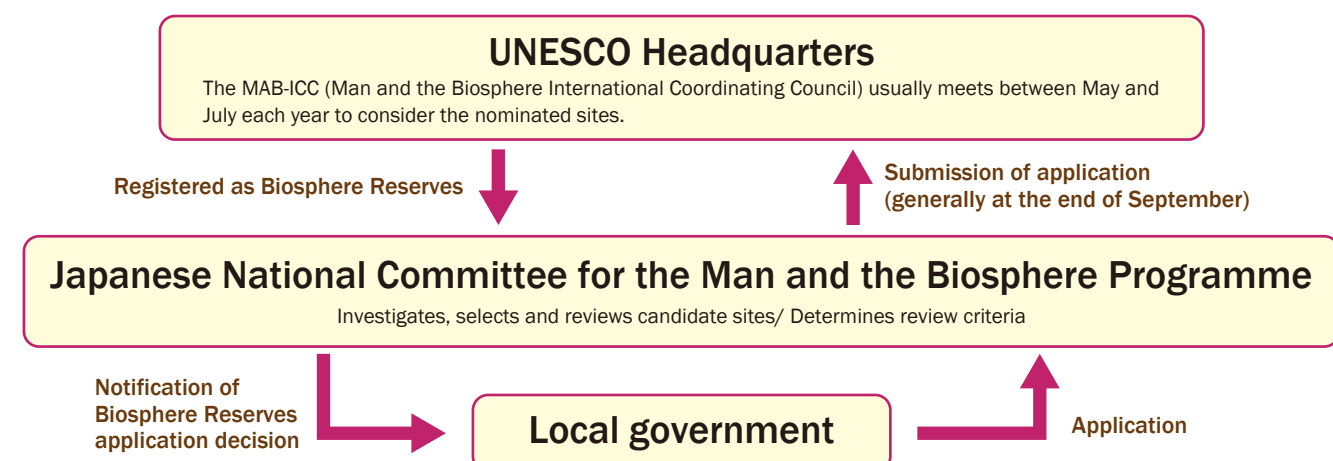 UNESCO Headquarters
The MAB-ICC (Man and the Biosphere International Coordinating Council) usually meets between May and
July each year to consider the nominated sites.
Registered as Biosphere Reserves
Submission of application
(generally at the end of September)
Japanese National Committee for the Man and the Biosphere Programme
Investigates, selects and reviews candidate sites/ Determines review criteria
Notification of
Biosphere Reserves
application decision
Local government
Application